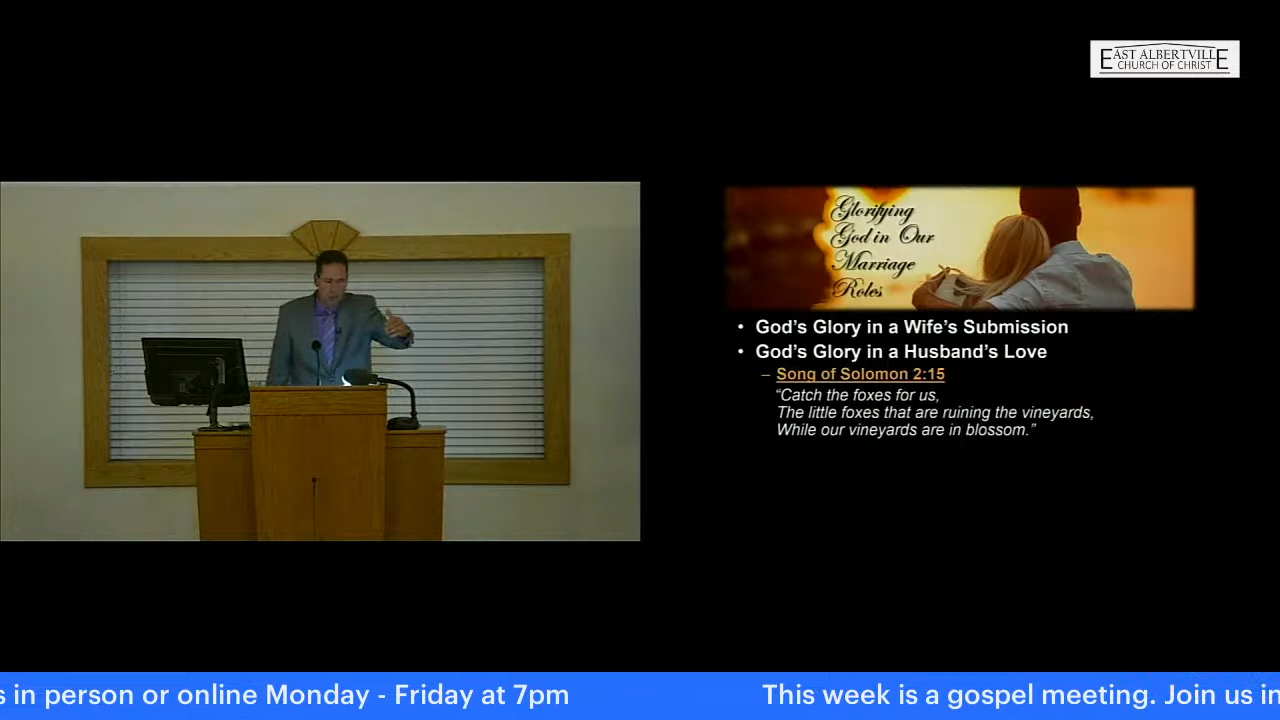 EAST ALBERTVILLE
CHURCH OF CHRIST
Glorifying
God in Our
Marriage
Roles
• God's Glory in a Wife's Submission
• God's Glory in a Husband's Love
– Song of Solomon 2:15
“Catch the foxes for us,
The little foxes that are ruining the vineyards,
While our vineyards are in blossom.”
s in person or online Monday - Friday at 7pm
This week is a gospel meeting. Join us in